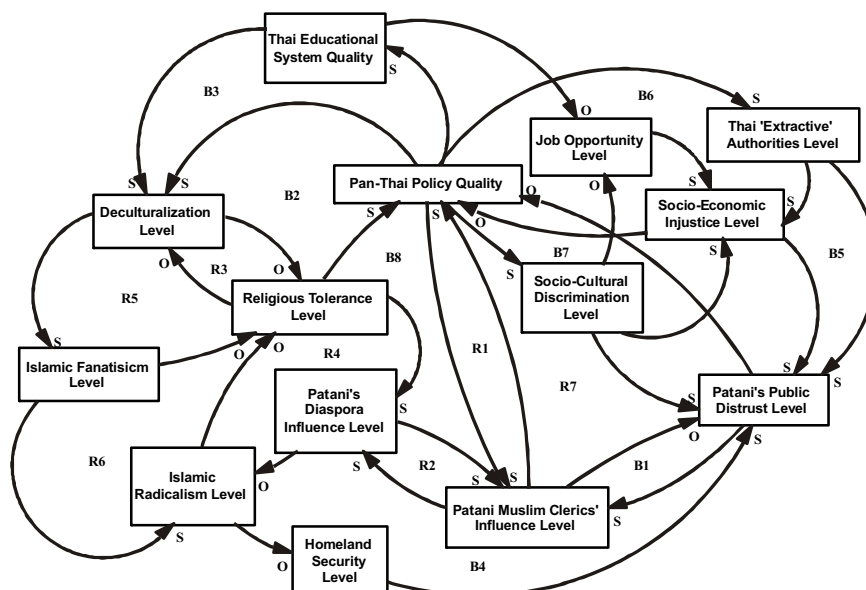 Thai Educational
System Quality
S
B3
O
B6
S
Thai 'Extractive'
Authorities Level
Job Opportunity
Level
O
S
S
S
B2
Pan-Thai Policy Quality
O
Deculturalization
Level
S
S
O
Socio-Economic
Injustice Level
S
O
R3
O
B8
S
B7
S
B5
Socio-Cultural
Discrimination
Level
Religious Tolerance
Level
R5
S
O
O
R4
R1
Islamic Fanatisicm
Level
R7
S
S
Patani's
Diaspora
Influence Level
S
S
Patani's Public
Distrust Level
O
S
R6
Islamic
Radicalism Level
O
S
R2
S
S
B1
Patani Muslim Clerics'
Influence Level
S
S
O
Homeland
Security
Level
B4